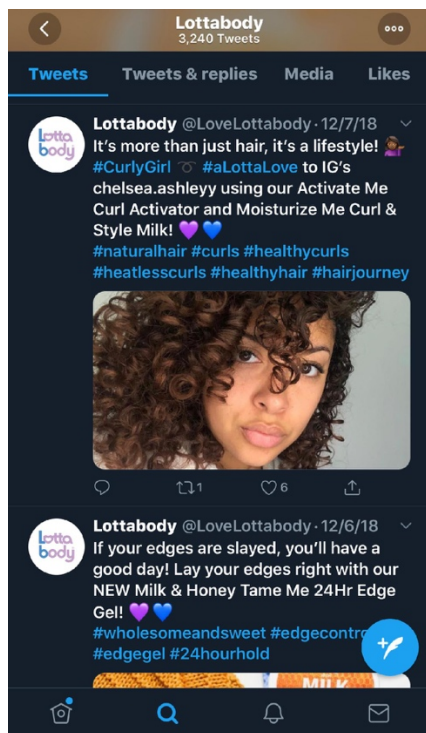 Lottabody
3,240 Tweets
Tweets Tweets & replies Media Likes
Lotta
body
Lottabody @LoveLottabody · 12/7/18
It’s more than just hair, it’s a lifestyle! 💁🏾‍♀️
#CurlyGirl ➰ #aLottaLove to IG’s
chelsea.ashleyy using our Activate Me
Curl Activator and Moisturize Me Curl &
Style Milk! 💜 💙
#naturalhair #curls #healthycurls
#heatlesscurls #healthyhair #hairjourney
1 6
Lotta
body
Lottabody @LoveLottabody · 12/6/18
If your edges are slayed, you’ll have a
good day! Lay your edges right with our
NEW Milk & Honey Tame Me 24Hr Edge
Gel! 💜 💙
#wholesomeandsweet #edgecontro
#edgegel #24hourhold
MILK